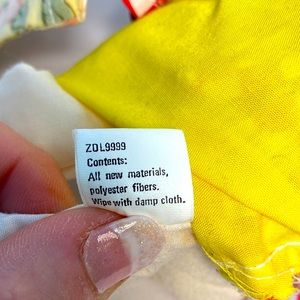 ZDL9999
Contents:
All new materials,
polyester fibers.
Wipe with damp cloth.